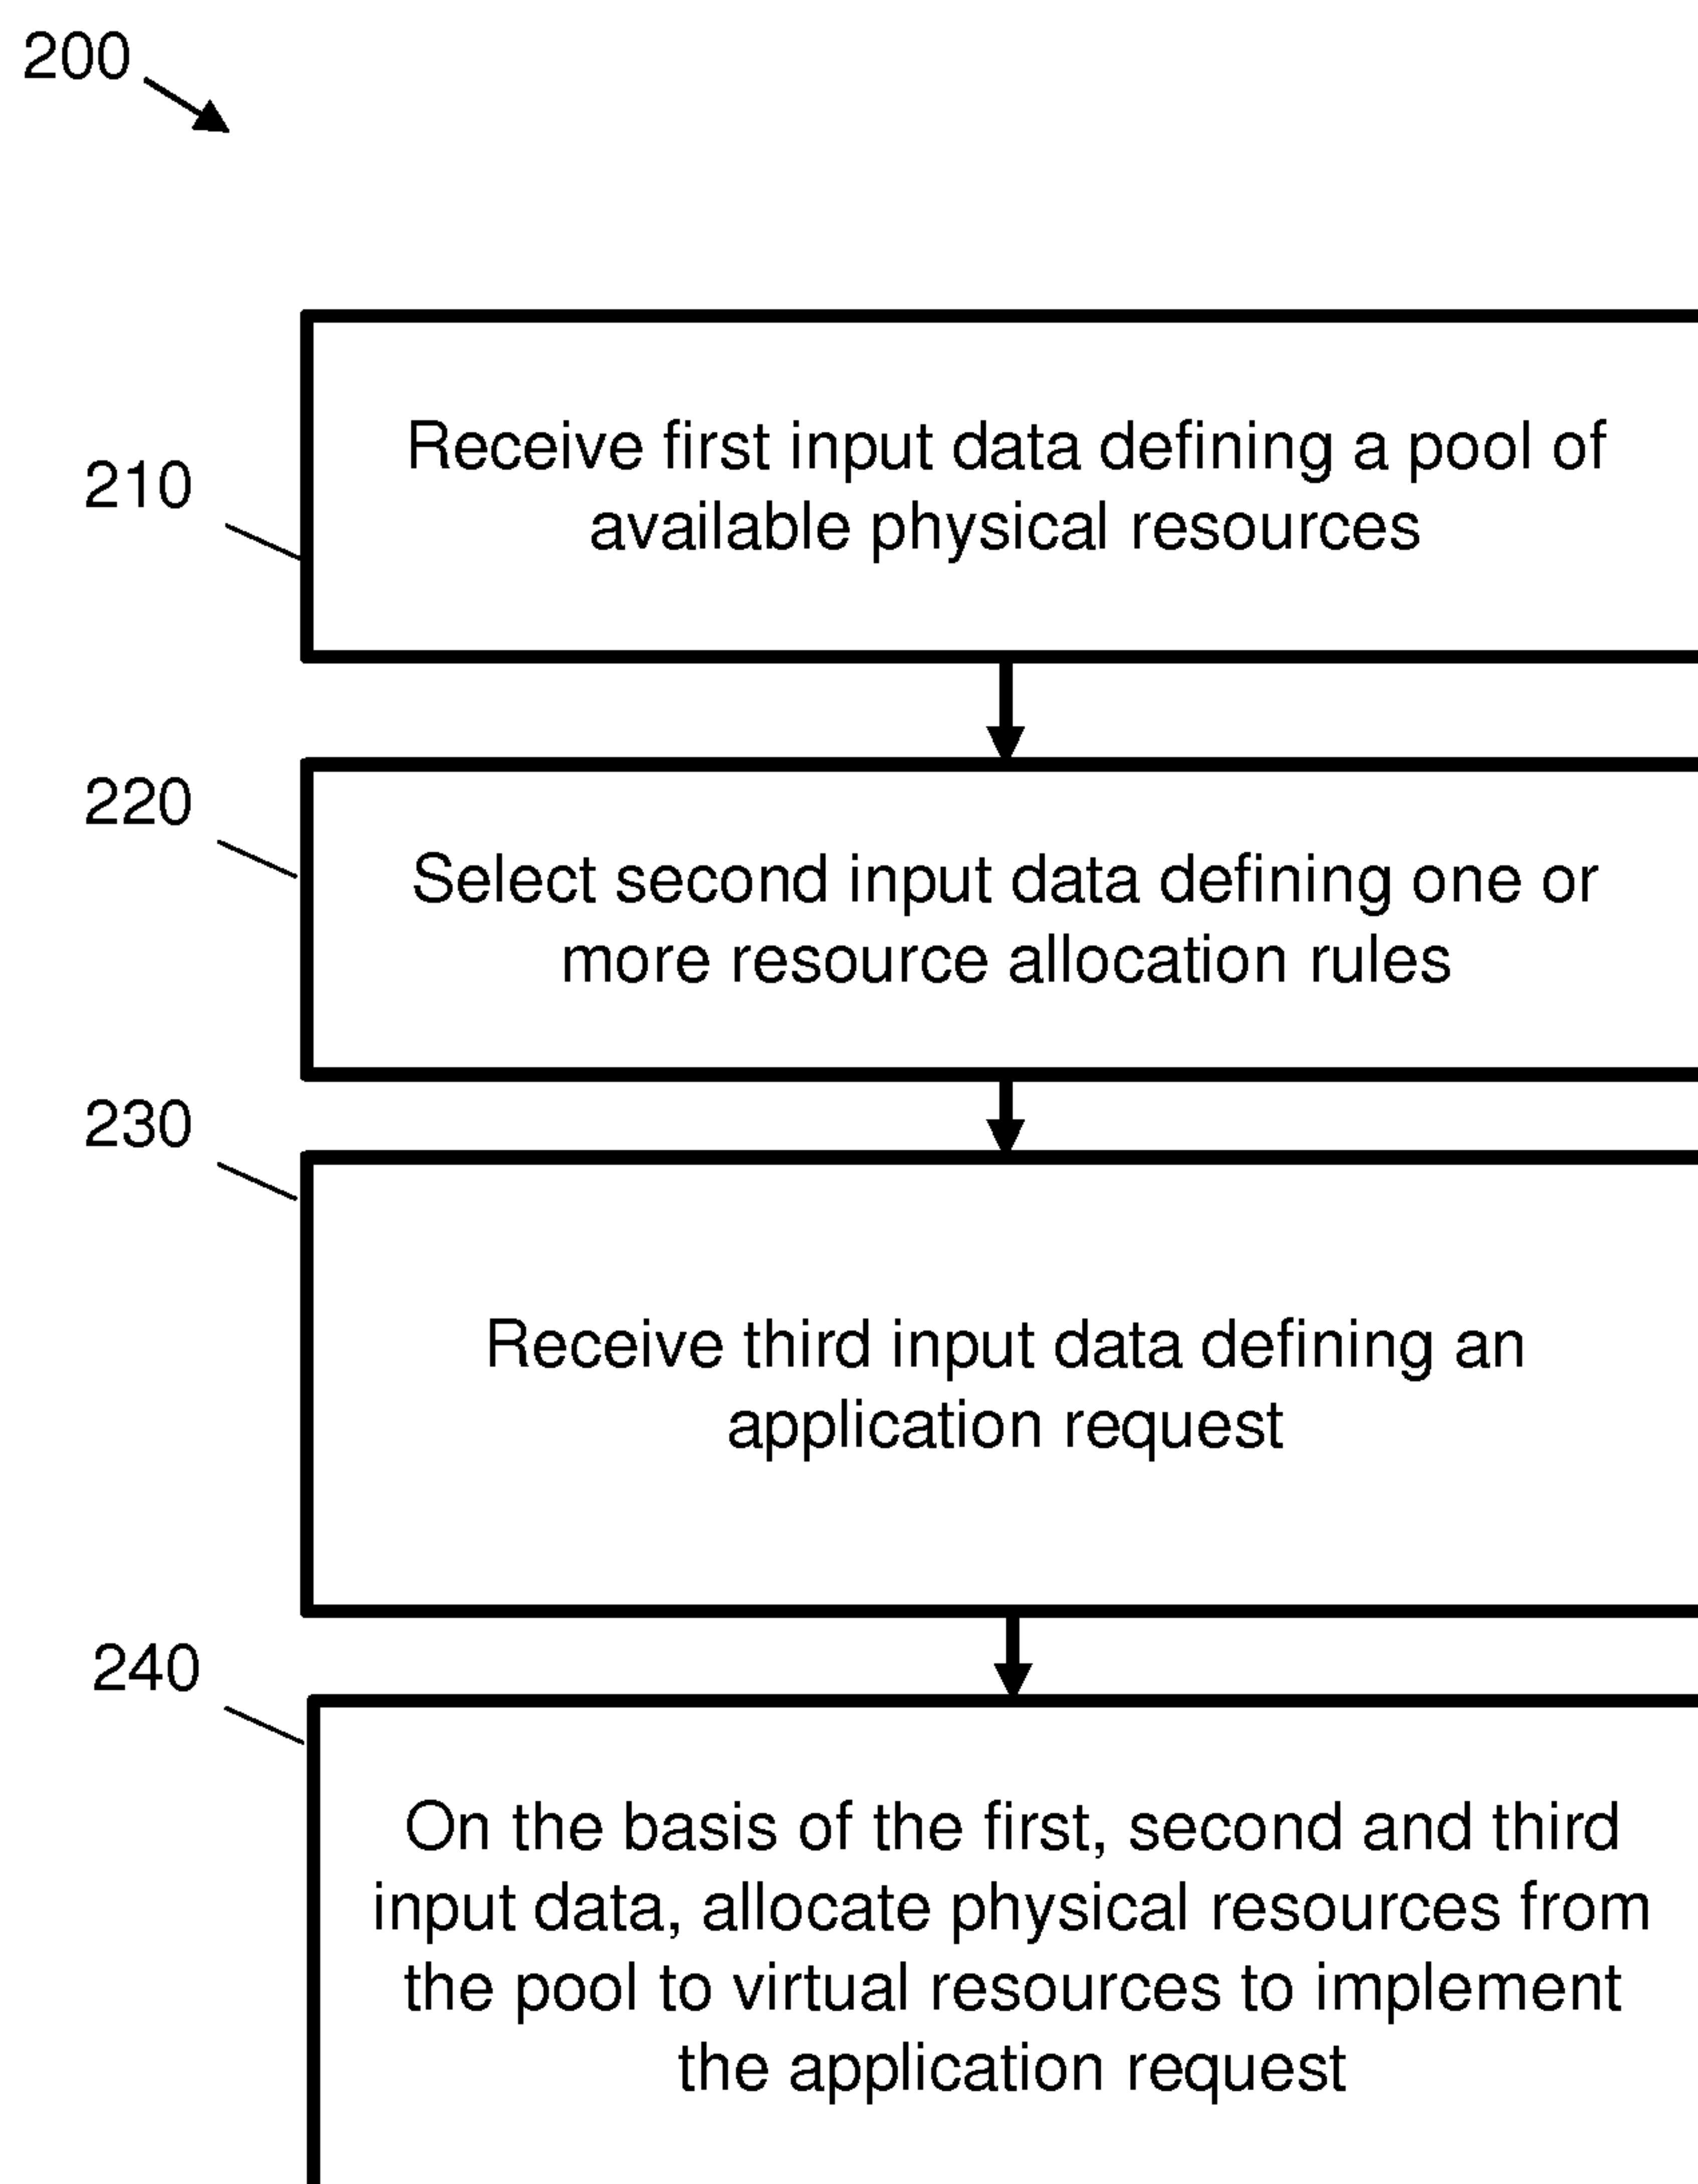 200
210
Receive first input data defining a pool of
available physical resources
220
Select second input data defining one or
more resource allocation rules
230
Receive third input data defining an
application request
240
On the basis of the first, second and third
input data, allocate physical resources from
the pool to virtual resources to implement
the application request